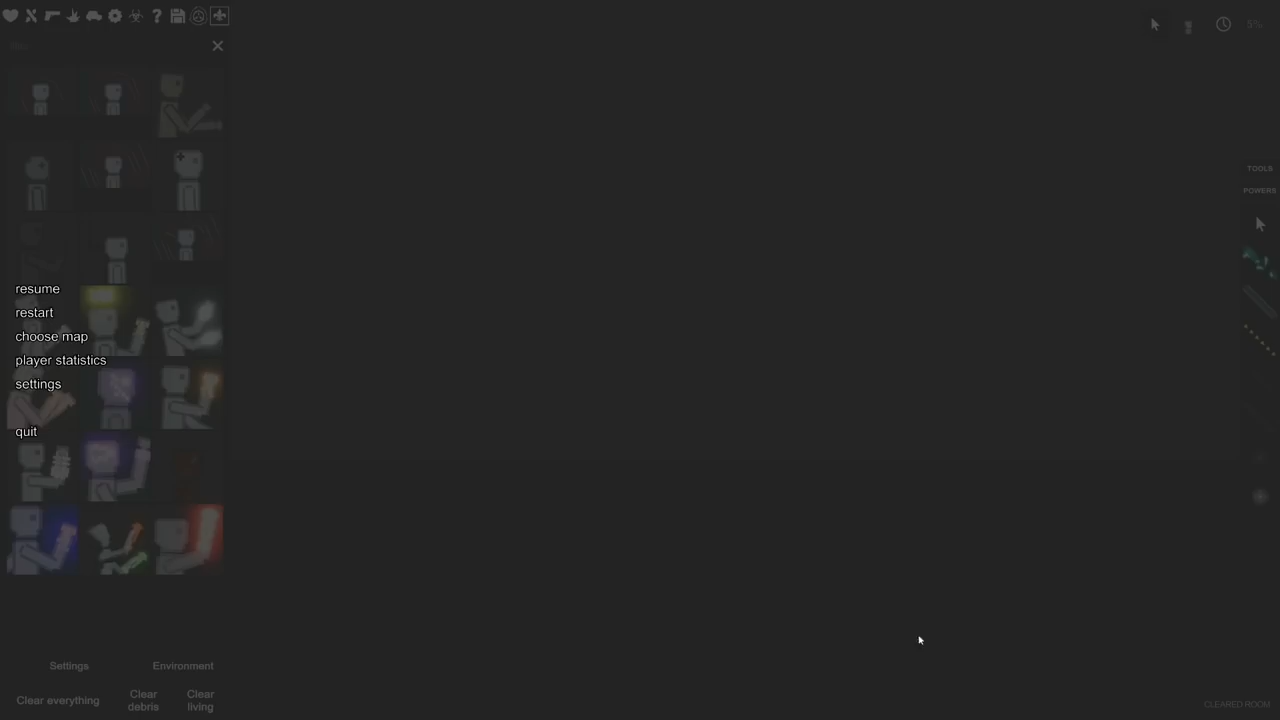 5%
TOOLS
POWERS
resume
restart
choose map
player statistics
settings
quit
Settings
Environment
Clear everything
Clear
debris
Clear
living
CLEARED ROOM